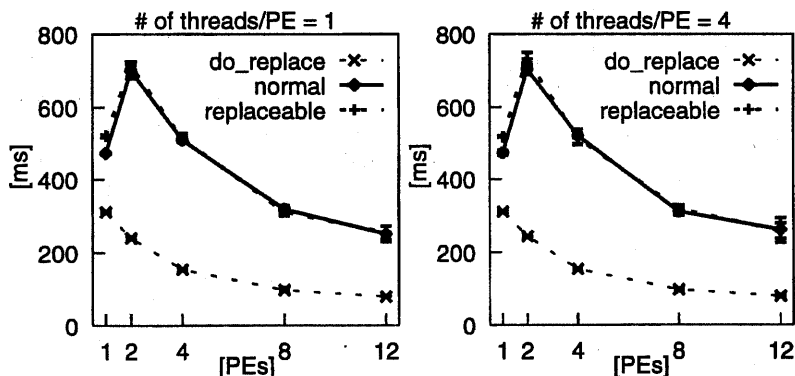 # of threads/PE = 1
800
600
400
200
0
[ms]
do_replace
normal
replaceable
1 2 4 8 12
[PEs]
# of threads/PE = 4
800
600
400
200
0
[ms]
do_replace
normal
replaceable
1 2 4 8 12
[PEs]